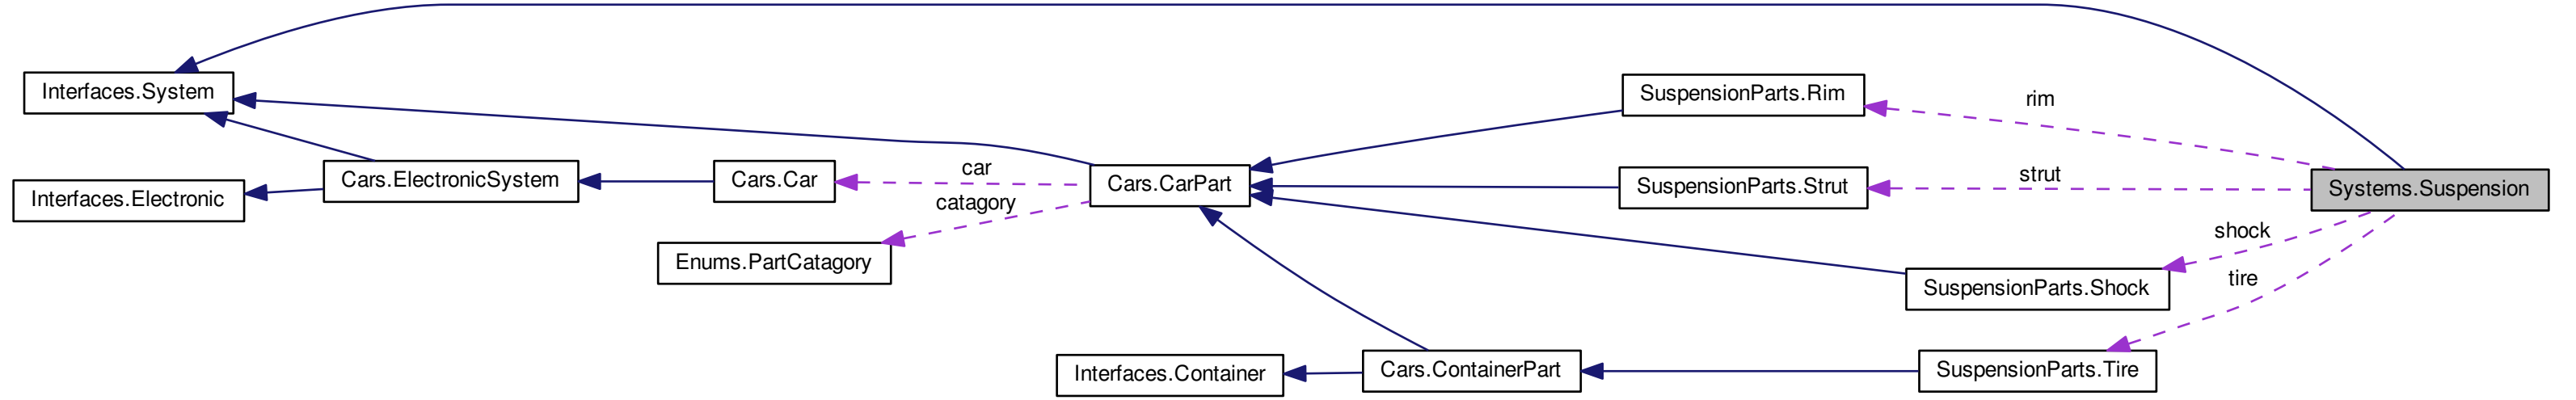 Interfaces.System
SuspensionParts.Rim
rim
Interfaces.Electronic
Cars.ElectronicSystem
Cars.Car
car
catagory
Cars.CarPart
SuspensionParts.Strut
strut
Systems.Suspension
Enums.PartCatagory
shock
SuspensionParts.Shock
tire
Interfaces.Container
Cars.ContainerPart
SuspensionParts.Tire